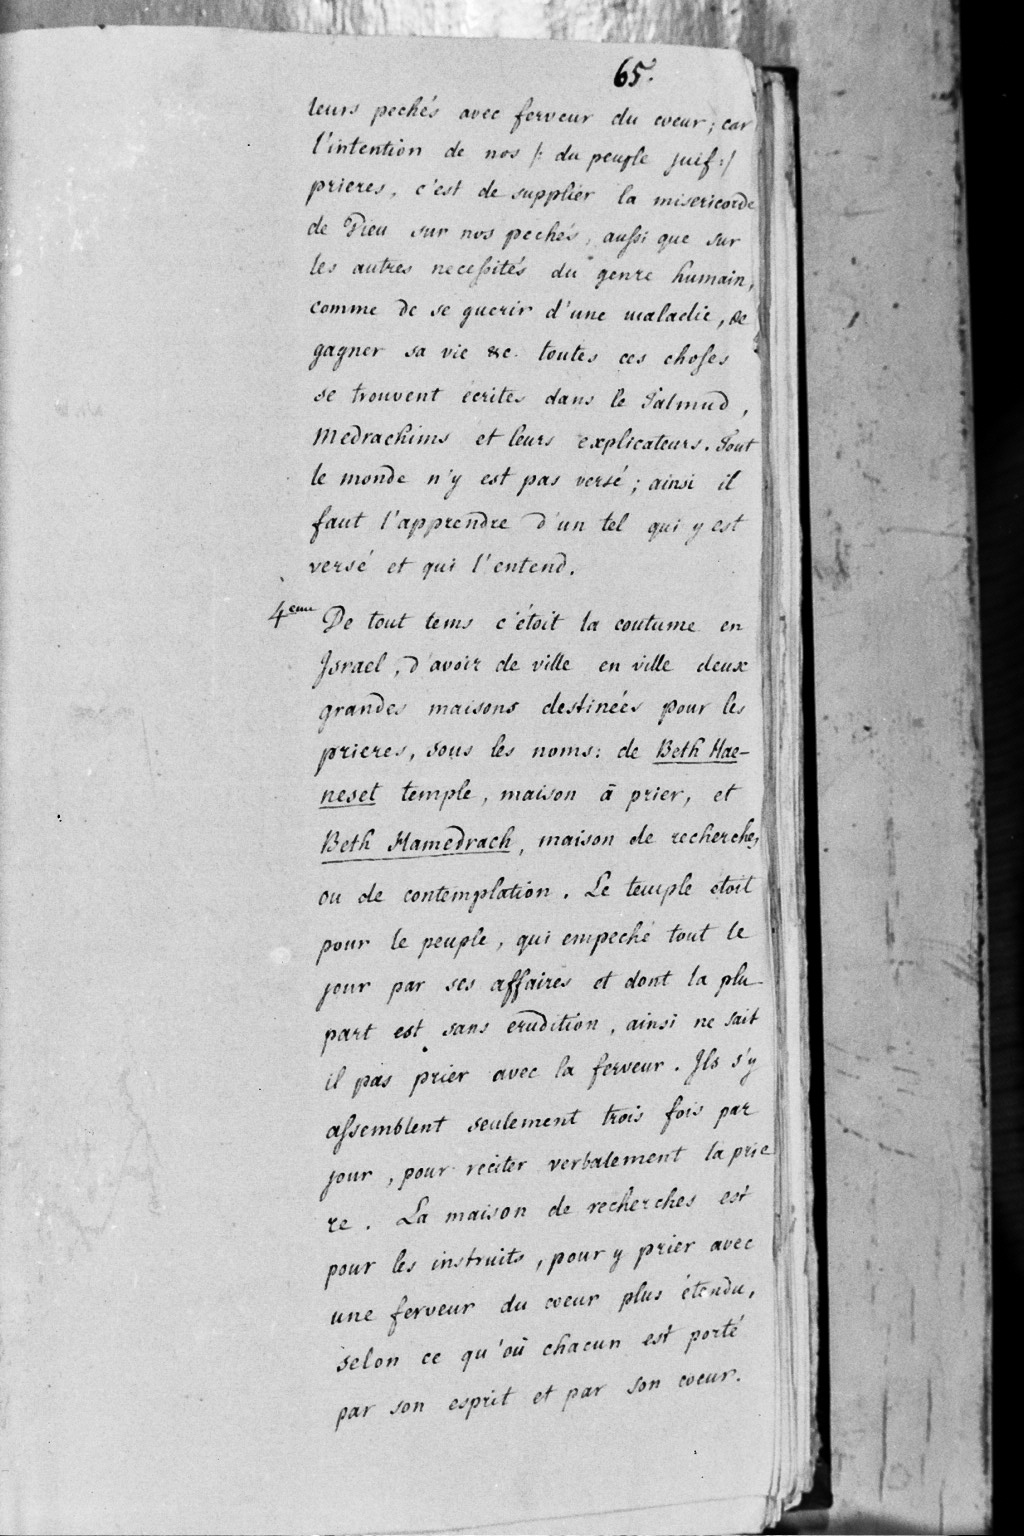 65.
leurs pechés avec ferveur du coeur; car
l'intention de nos /: du peuple juif :/
prieres, c'est de supplier la misericorde
de Dieu sur nos pechés, aussi que sur
les autres necessités du genre humain,
comme de se guerir d'une maladie, de
gagner sa vie &c. toutes ces choses
se trouvent écrites dans le Talmud,
Medrachims et leurs explicateurs. Tout
le monde n'y est pas versé; ainsi il
faut l'apprendre d'un tel qui y est
versé et qui l'entend.
4eme De tout tems c'étoit la coutume en
Israel, d'avoir de ville en ville deux
grandes maisons destinées pour les
prieres, sous les noms: de Beth Hae-
neset temple, maison à prier, et
Beth Hamedrach, maison de recherches,
ou de contemplation. Le temple etoit
pour le peuple, qui empeché tout le
jour par ses affaires et dont la plu-
part est sans erudition, ainsi ne sait
il pas prier avec la ferveur. Ils s'y
assemblent seulement trois fois par
jour, pour reciter verbalement la prie
re. La maison de recherches est
pour les instruits, pour y prier avec
une ferveur du coeur plus étendu,
selon ce qu'où chacun est porté
par son esprit et par son coeur.